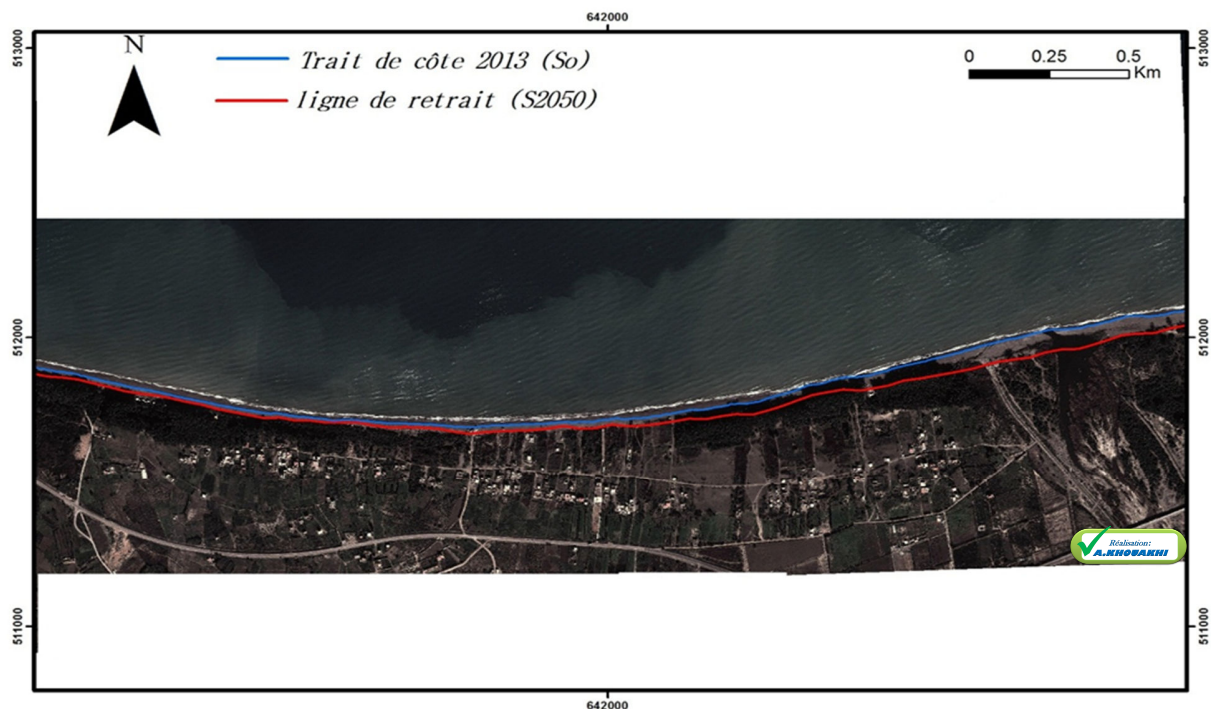 642000
513000
513000
N
Trait de côte 2013 (So)
ligne de retrait (S2050)
0 0.25 0.5
Km
512000
512000
Réalisation:
A.KHOUAKHI
511000
511000
642000